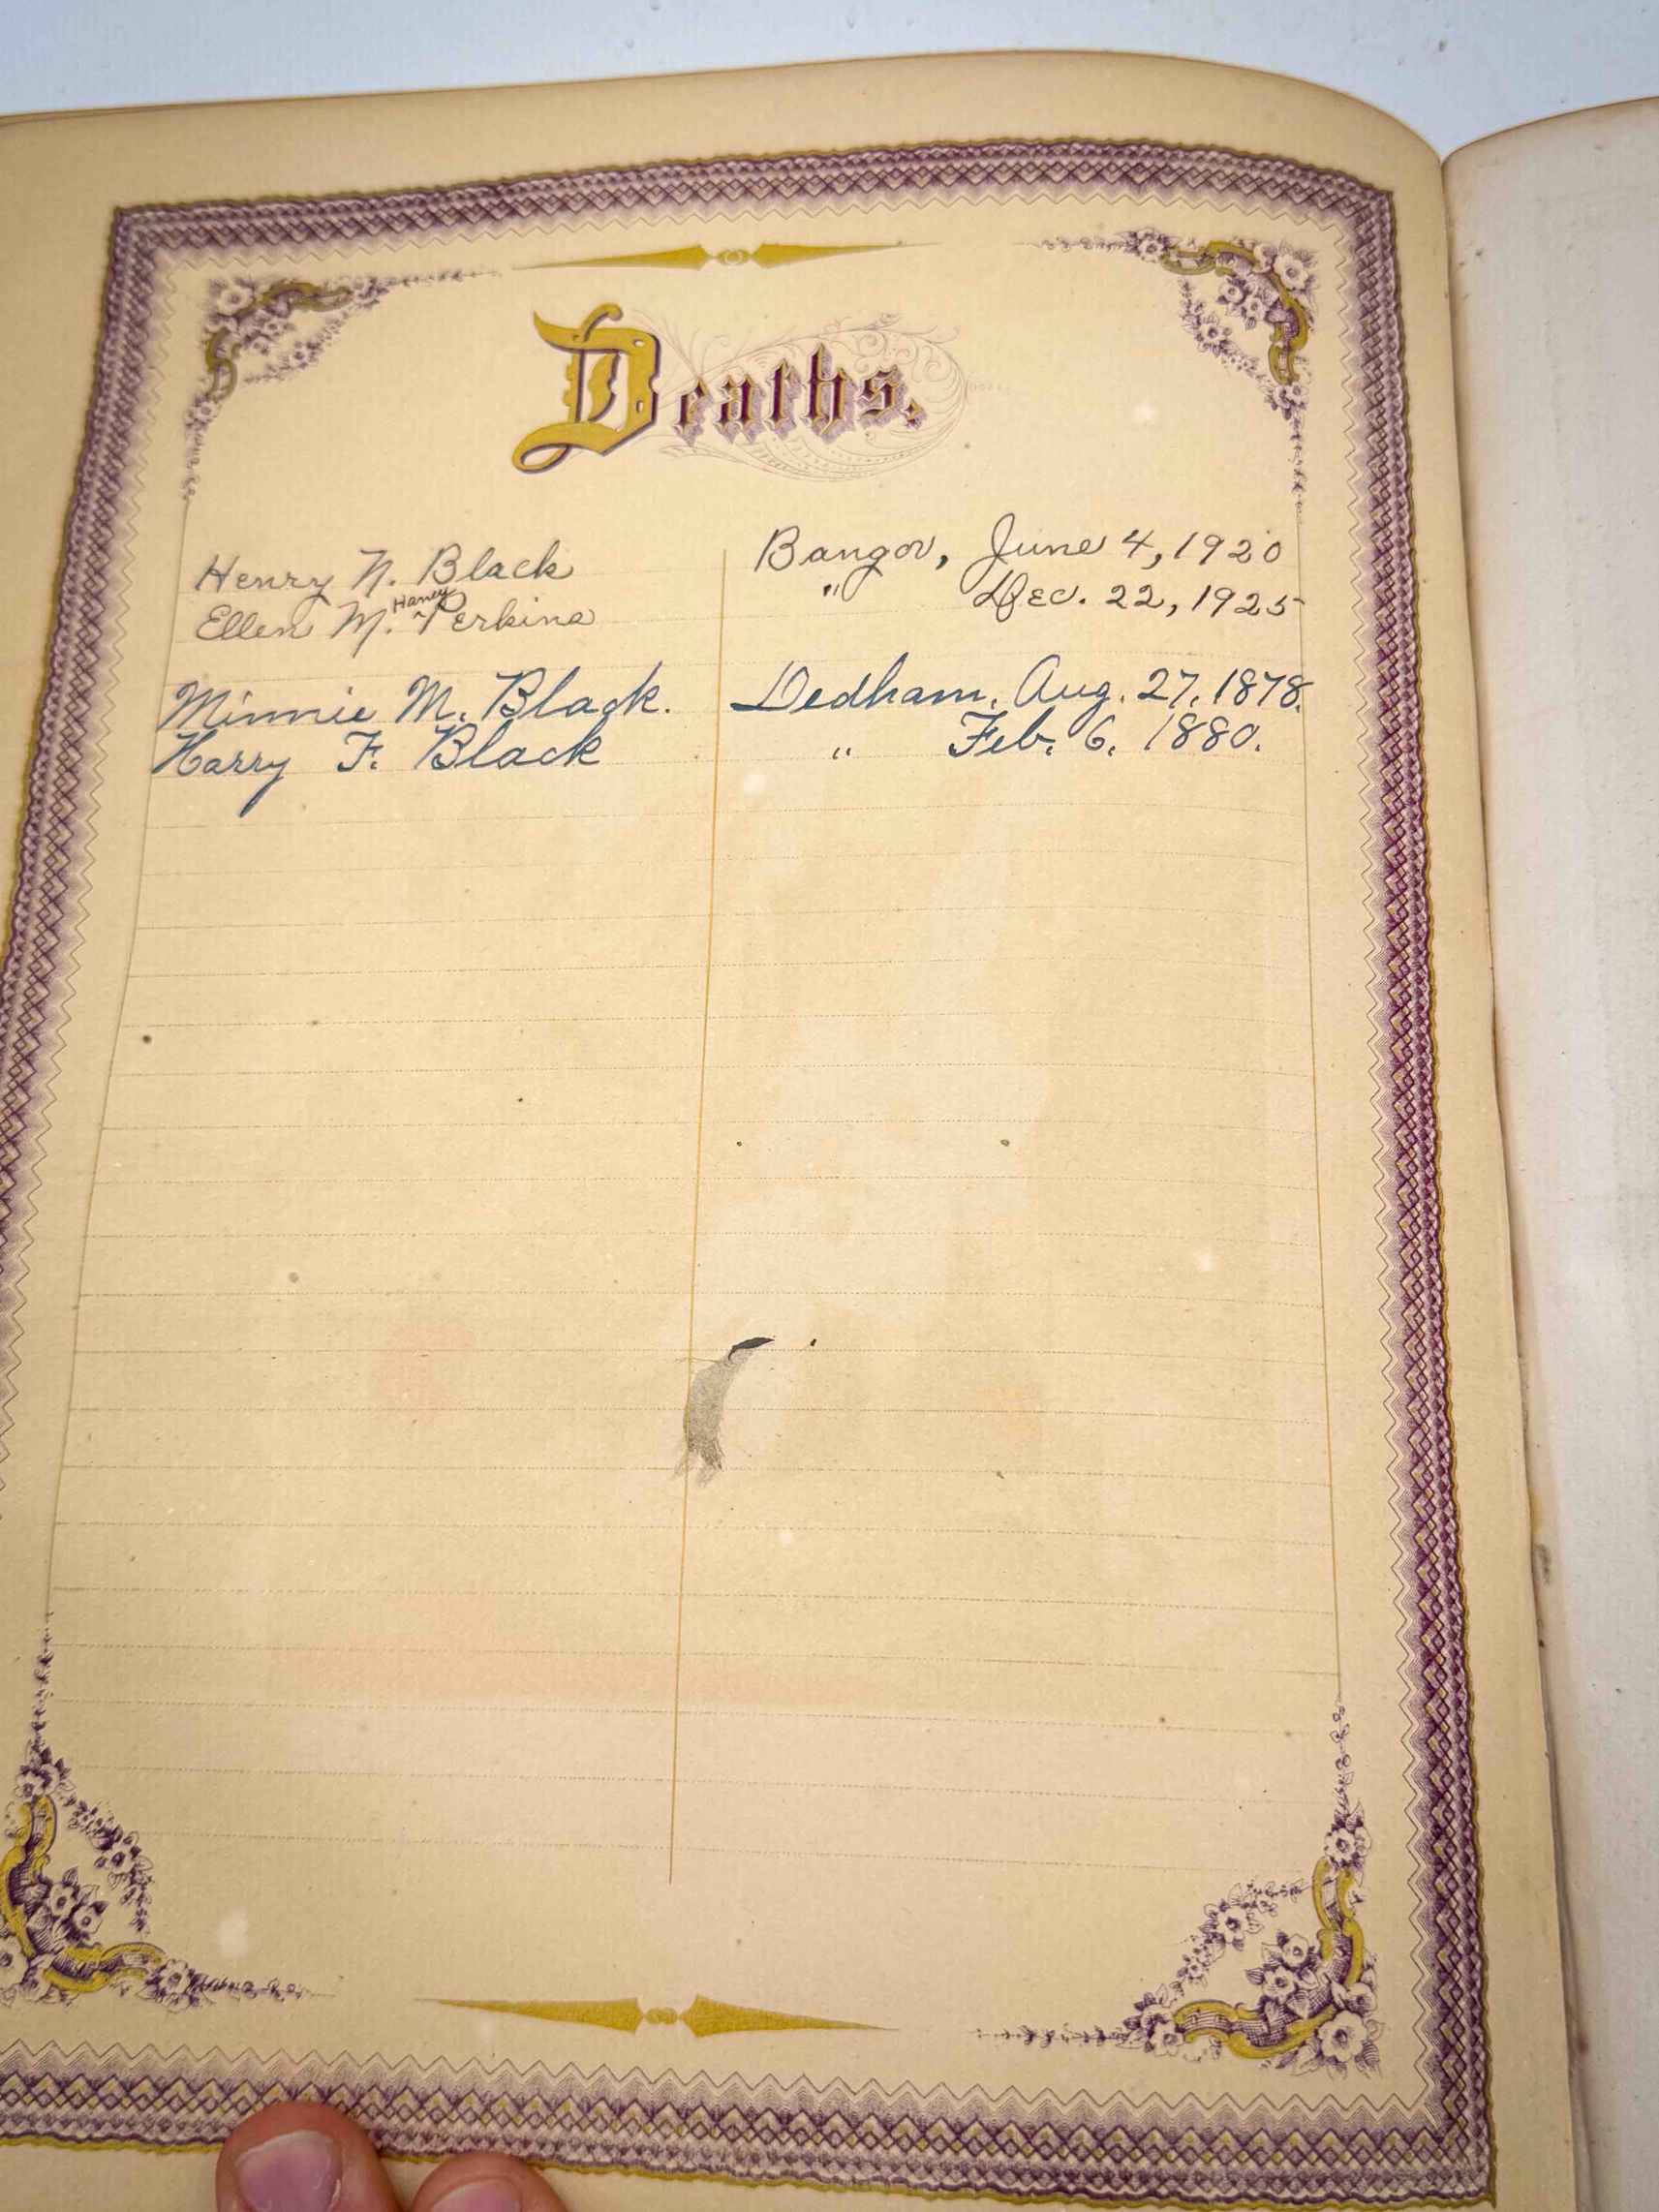 Deaths.
Henry N. Black Bangor, June 4, 1920
Haney
Ellen M. ^ Perkins " Dec. 22, 1925
Minnie M. Black. Dedham, Aug. 27, 1878.
Harry F. Black " Feb. 6, 1880.